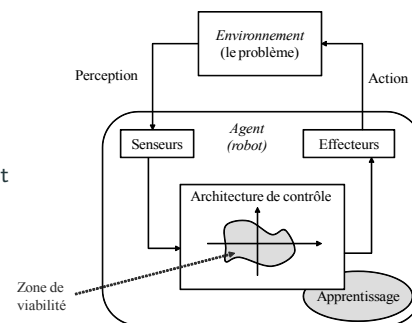 Environnement
(le problème)
Perception
Action
Agent
(robot)
Senseurs
Effecteurs
t
Architecture de contrôle
Zone de
viabilité
Apprentissage